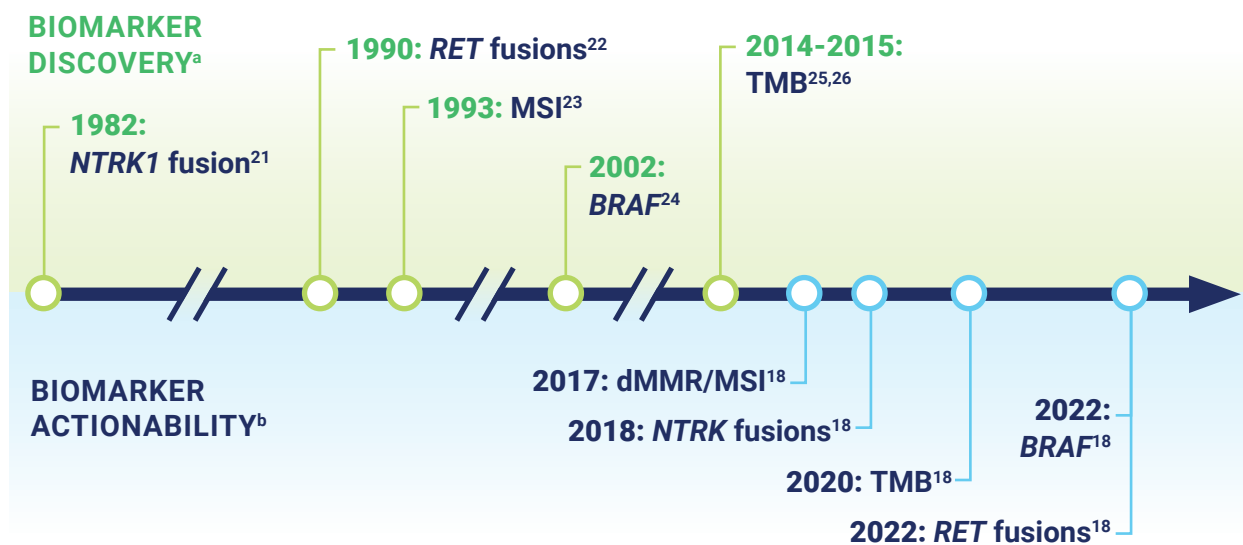 BIOMARKER
DISCOVERYᵃ
1982:
NTRK1 fusion²¹
1990: RET fusions²²
1993: MSI²³
2002:
BRAF²⁴
2014-2015:
TMB²⁵,²⁶
BIOMARKER
ACTIONABILITYᵇ
2017: dMMR/MSI¹⁸
2018: NTRK fusions¹⁸
2020: TMB¹⁸
2022:
BRAF¹⁸
2022: RET fusions¹⁸